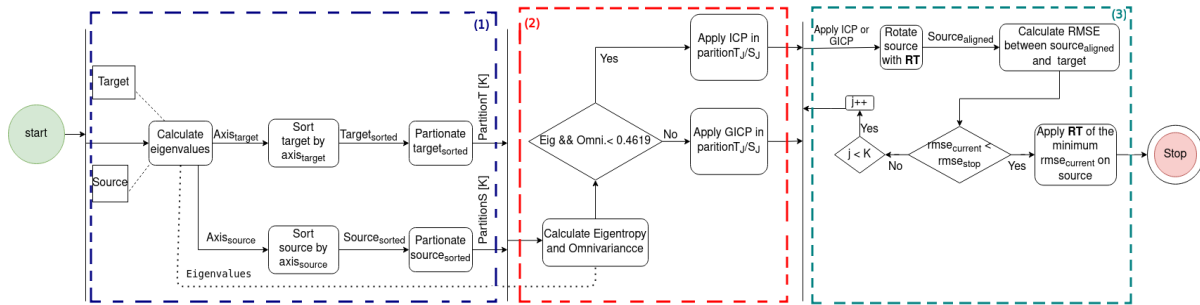 (1)
(2)
(3)
start
Target
Source
Calculate
eigenvalues
Axistarget
Sort
target by
axistarget
Targetsorted
Partionate
targetsorted
PartitionT [K]
Axissource
Sort
source by
axissource
Sourcesorted
Partionate
sourcesorted
PartitionS [K]
Eigenvalues
Calculate Eigentropy
and Omnivariancce
Eig && Omni.< 0.4619
Yes
No
Apply ICP in
paritionTJ/SJ
Apply GICP in
paritionTJ/SJ
Apply ICP or
GICP
Rotate
source
with RT
Sourcealigned
Calculate RMSE
between sourcealigned
and target
rmsecurrent <
rmsestop
No
Yes
j < K
Yes
j++
Apply RT of the
minimum
rmsecurrent on
source
Stop